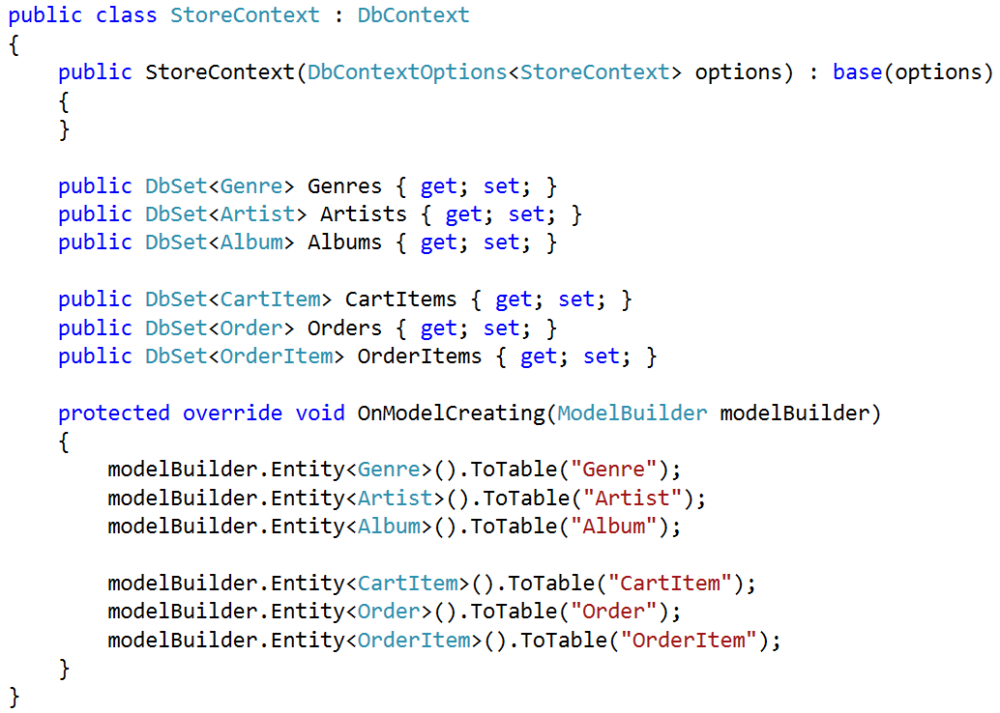 public class StoreContext : DbContext
{
    public StoreContext(DbContextOptions<StoreContext> options) : base(options)
    {
    }

    public DbSet<Genre> Genres { get; set; }
    public DbSet<Artist> Artists { get; set; }
    public DbSet<Album> Albums { get; set; }

    public DbSet<CartItem> CartItems { get; set; }
    public DbSet<Order> Orders { get; set; }
    public DbSet<OrderItem> OrderItems { get; set; }

    protected override void OnModelCreating(ModelBuilder modelBuilder)
    {
        modelBuilder.Entity<Genre>().ToTable("Genre");
        modelBuilder.Entity<Artist>().ToTable("Artist");
        modelBuilder.Entity<Album>().ToTable("Album");

        modelBuilder.Entity<CartItem>().ToTable("CartItem");
        modelBuilder.Entity<Order>().ToTable("Order");
        modelBuilder.Entity<OrderItem>().ToTable("OrderItem");
    }
}